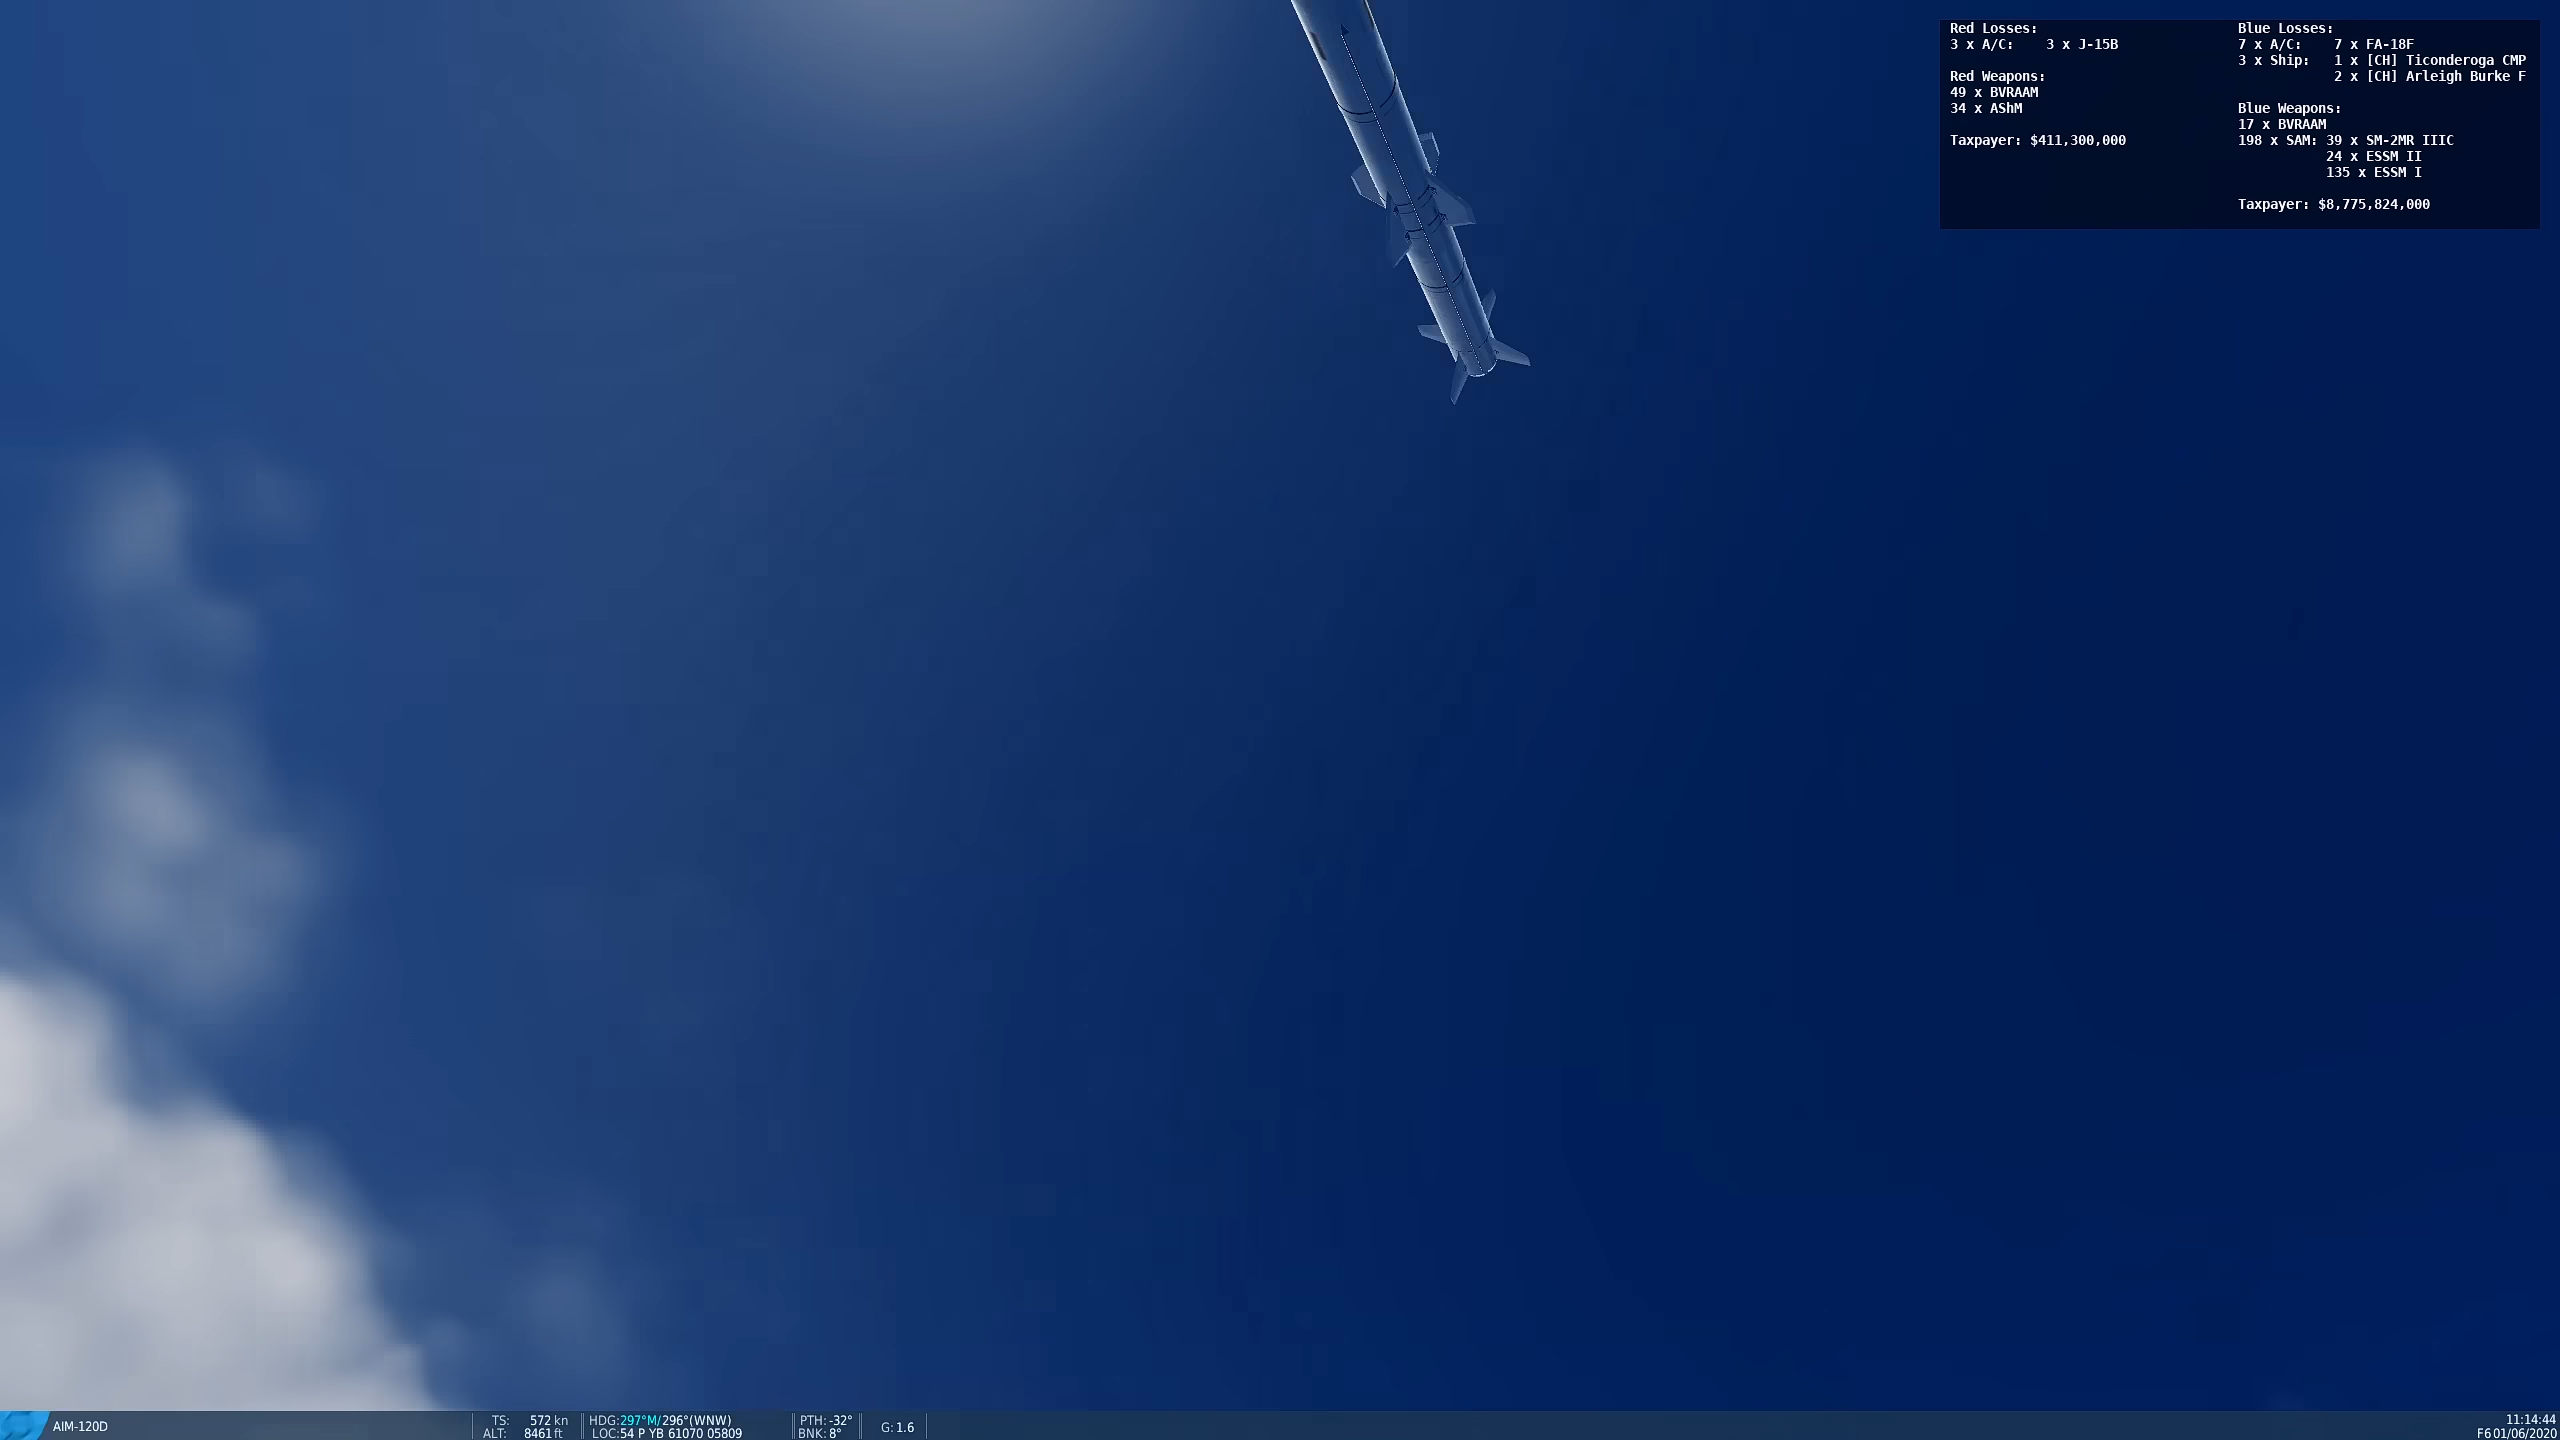 Red Losses:
3 x A/C:    3 x J-15B
Red Weapons:
49 x BVRAAM
34 x AShM
Taxpayer: $411,300,000
Blue Losses:
7 x A/C:    7 x FA-18F
3 x Ship:   1 x [CH] Ticonderoga CMP
2 x [CH] Arleigh Burke F
Blue Weapons:
17 x BVRAAM
198 x SAM: 39 x SM-2MR IIIC
24 x ESSM II
135 x ESSM I
Taxpayer: $8,775,824,000
AIM-120D
TS: 572 kn
ALT: 8461 ft
HDG:297°M/296°(WNW)
LOC:54 P YB 61070 05809
PTH: -32°
BNK: 8°
G: 1.6
11:14:44
F6 01/06/2020